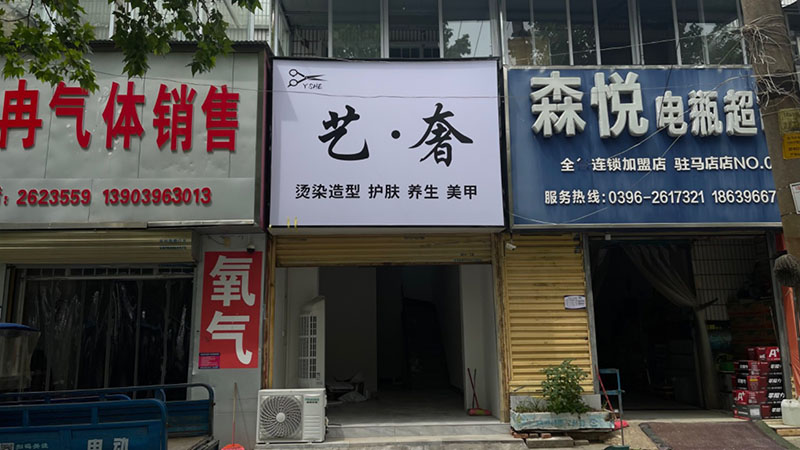 冉气体销售
2623559 13903963013
氧气
电动
Y·SHE
艺·奢
烫染造型 护肤 养生 美甲
森悦电瓶超
全 连锁加盟店 驻马店店NO.0
服务热线:0396-2617321 18639667